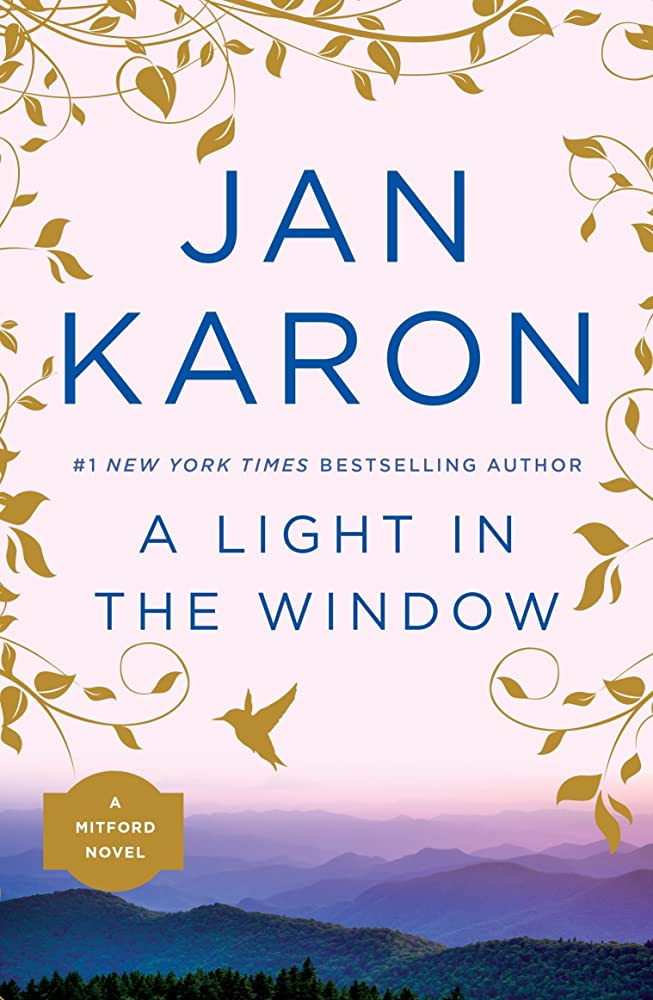 JAN
KARON
#1 NEW YORK TIMES BESTSELLING AUTHOR
A LIGHT IN
THE WINDOW
A
MITFORD
NOVEL